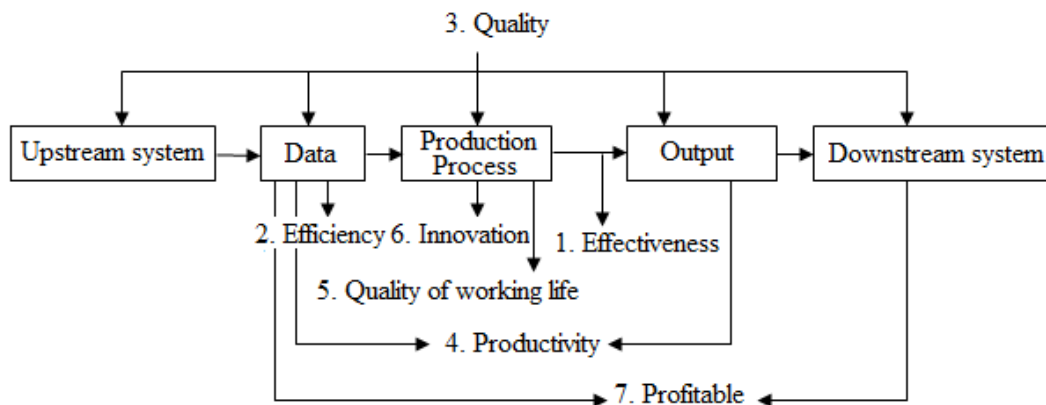 3. Quality
Upstream system
Data
Production
Process
Output
Downstream system
2. Efficiency
6. Innovation
1. Effectiveness
5. Quality of working life
4. Productivity
7. Profitable